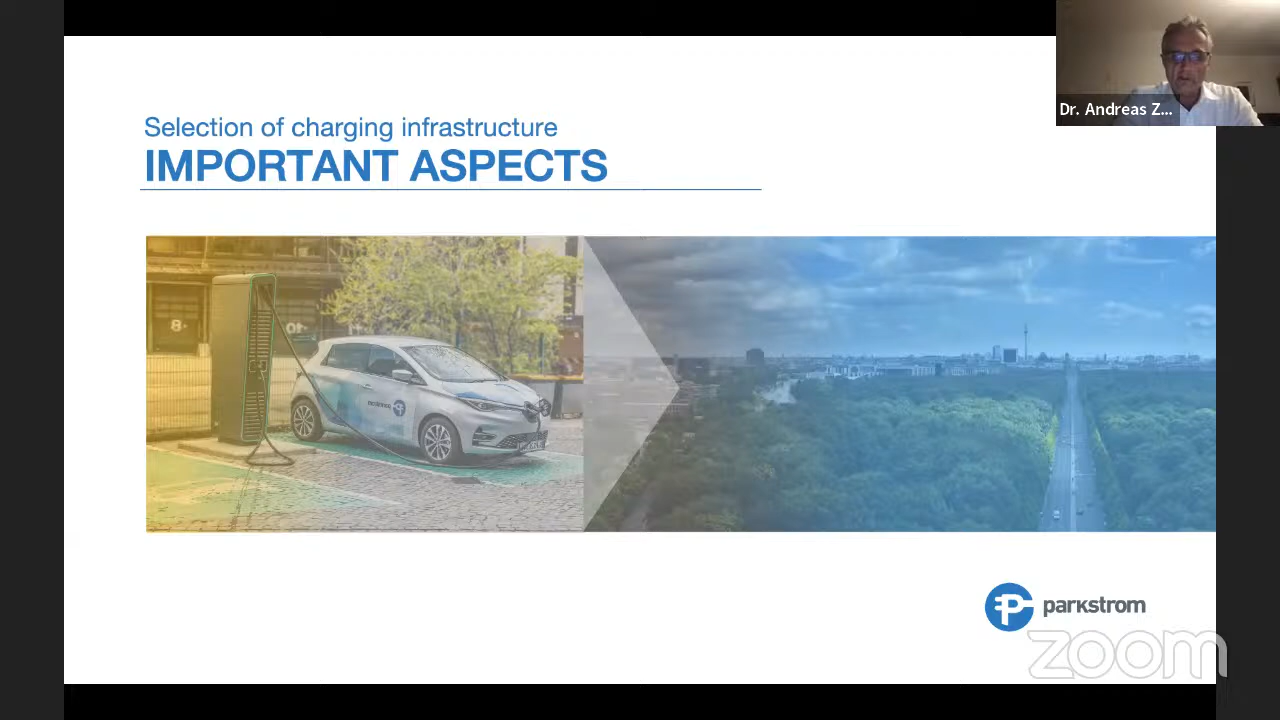 Dr. Andreas Z...
Selection of charging infrastructure
IMPORTANT ASPECTS
parkstrom
zoom